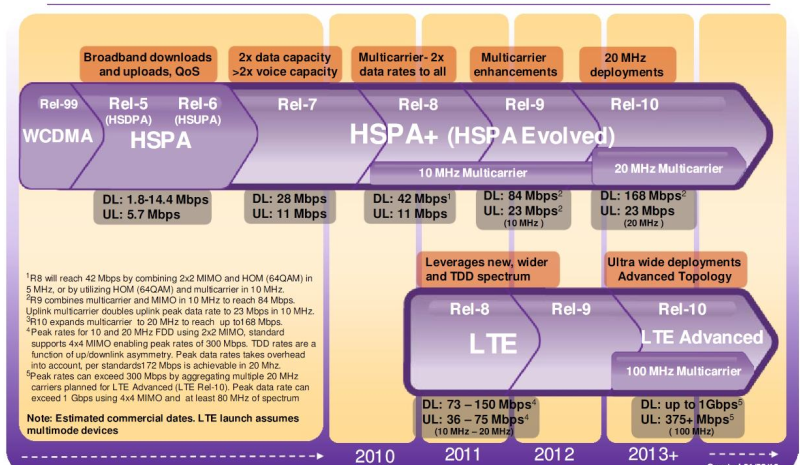 Broadband downloads
and uploads, QoS
2x data capacity
>2x voice capacity
Multicarrier- 2x
data rates to all
Multicarrier
enhancements
20 MHz
deployments
Rel-99
WCDMA
Rel-5
(HSDPA)
Rel-6
(HSUPA)
HSPA
Rel-7
Rel-8
Rel-9
Rel-10
HSPA+ (HSPA Evolved)
10 MHz Multicarrier
20 MHz Multicarrier
DL: 1.8-14.4 Mbps
UL: 5.7 Mbps
DL: 28 Mbps
UL: 11 Mbps
DL: 42 Mbps¹
UL: 11 Mbps
DL: 84 Mbps²
UL: 23 Mbps²
(10 MHz )
DL: 168 Mbps²
UL: 23 Mbps
(20 MHz )
¹R8 will reach 42 Mbps by combining 2x2 MIMO and HOM (64QAM) in
5 MHz, or by utilizing HOM (64QAM) and multicarrier in 10 MHz.
²R9 combines multicarrier and MIMO in 10 MHz to reach 84 Mbps.
Uplink multicarrier doubles uplink peak data rate to 23 Mbps in 10 MHz.
³R10 expands multicarrier to 20 MHz to reach up to168 Mbps.
⁴Peak rates for 10 and 20 MHz FDD using 2x2 MIMO, standard
supports 4x4 MIMO enabling peak rates of 300 Mbps. TDD rates are a
function of up/downlink asymmetry. Peak data rates takes overhead
into account, per standards172 Mbps is achievable in 20 Mhz.
⁵Peak rates can exceed 300 Mbps by aggregating multiple 20 MHz
carriers planned for LTE Advanced (LTE Rel-10). Peak data rate can
exceed 1 Gbps using 4x4 MIMO and at least 80 MHz of spectrum
Note: Estimated commercial dates. LTE launch assumes
multimode devices
Leverages new, wider
and TDD spectrum
Ultra wide deployments
Advanced Topology
Rel-8
Rel-9
Rel-10
LTE
LTE Advanced
100 MHz Multicarrier
DL: 73 – 150 Mbps⁴
UL: 36 – 75 Mbps⁴
(10 MHz – 20 MHz)
DL: up to 1Gbps⁵
UL: 375+ Mbps⁵
( 100 MHz)
2010
2011
2012
2013+